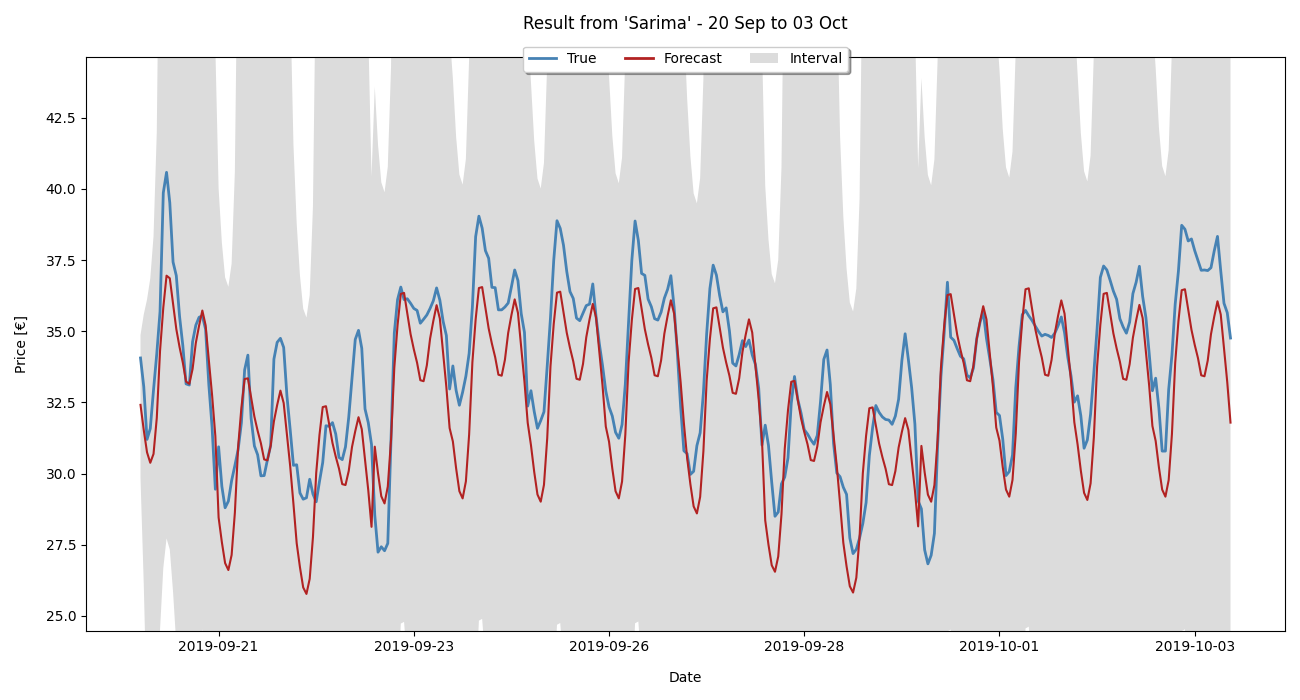 Result from 'Sarima' - 20 Sep to 03 Oct
True Forecast Interval
Price [€]
42.5
40.0
37.5
35.0
32.5
30.0
27.5
25.0
2019-09-21 2019-09-23 2019-09-26 2019-09-28 2019-10-01 2019-10-03
Date